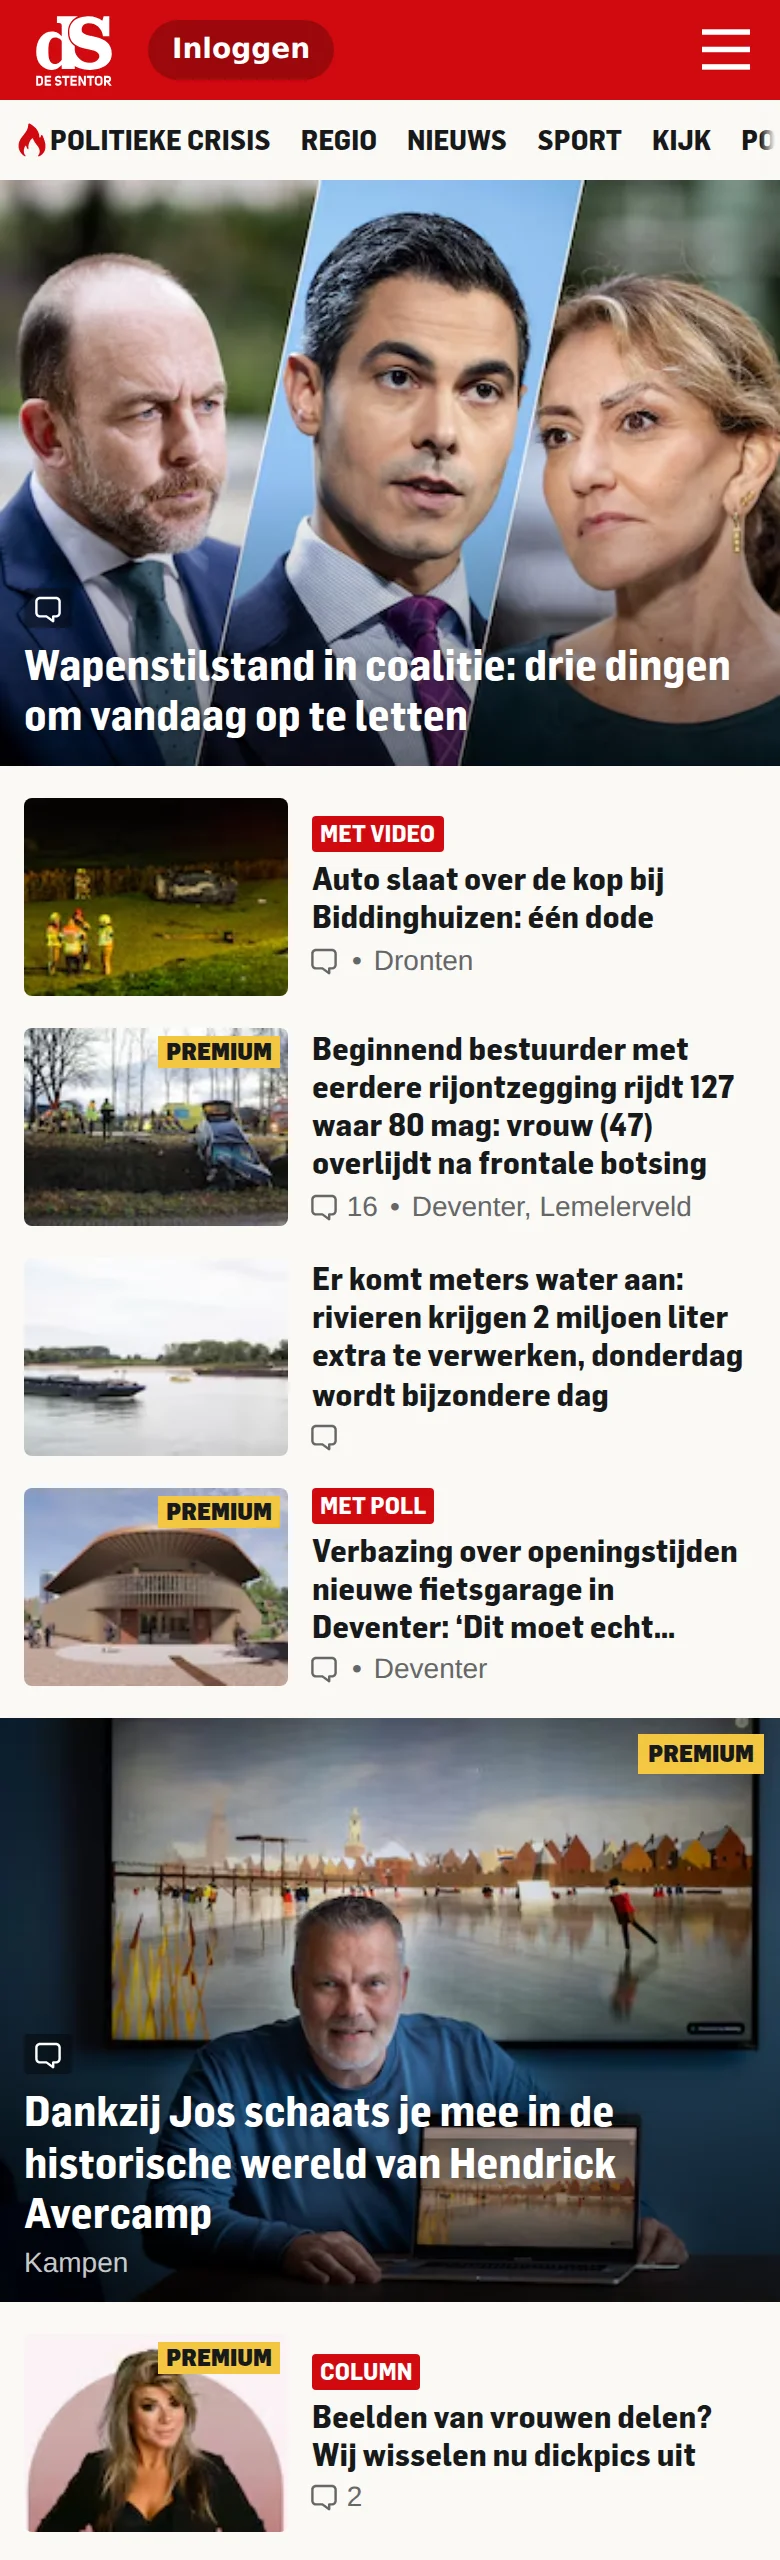 dS
DE STENTOR
Inloggen
POLITIEKE CRISIS REGIO NIEUWS SPORT KIJK PO
Wapenstilstand in coalitie: drie dingen
om vandaag op te letten
MET VIDEO
Auto slaat over de kop bij
Biddinghuizen: één dode
• Dronten
PREMIUM
Beginnend bestuurder met
eerdere rijontzegging rijdt 127
waar 80 mag: vrouw (47)
overlijdt na frontale botsing
16 • Deventer, Lemelerveld
Er komt meters water aan:
rivieren krijgen 2 miljoen liter
extra te verwerken, donderdag
wordt bijzondere dag
PREMIUM
MET POLL
Verbazing over openingstijden
nieuwe fietsgarage in
Deventer: ‘Dit moet echt...
• Deventer
PREMIUM
Dankzij Jos schaats je mee in de
historische wereld van Hendrick
Avercamp
Kampen
PREMIUM
COLUMN
Beelden van vrouwen delen?
Wij wisselen nu dickpics uit
2